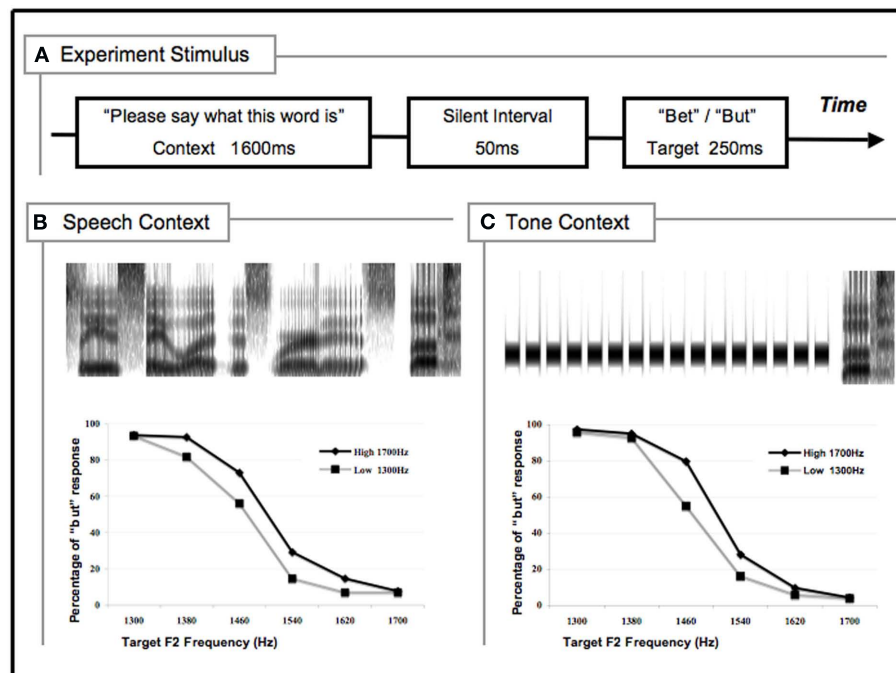 A Experiment Stimulus
“Please say what this word is”
Context 1600ms
Silent Interval
50ms
“Bet” / “But”
Target 250ms
Time
B Speech Context
Percentage of “but” response
100
80
60
40
20
0
High 1700Hz
Low 1300Hz
1300 1380 1460 1540 1620 1700
Target F2 Frequency (Hz)
C Tone Context
Percentage of “but” response
100
80
60
40
20
0
High 1700Hz
Low 1300Hz
1300 1380 1460 1540 1620 1700
Target F2 Frequency (Hz)